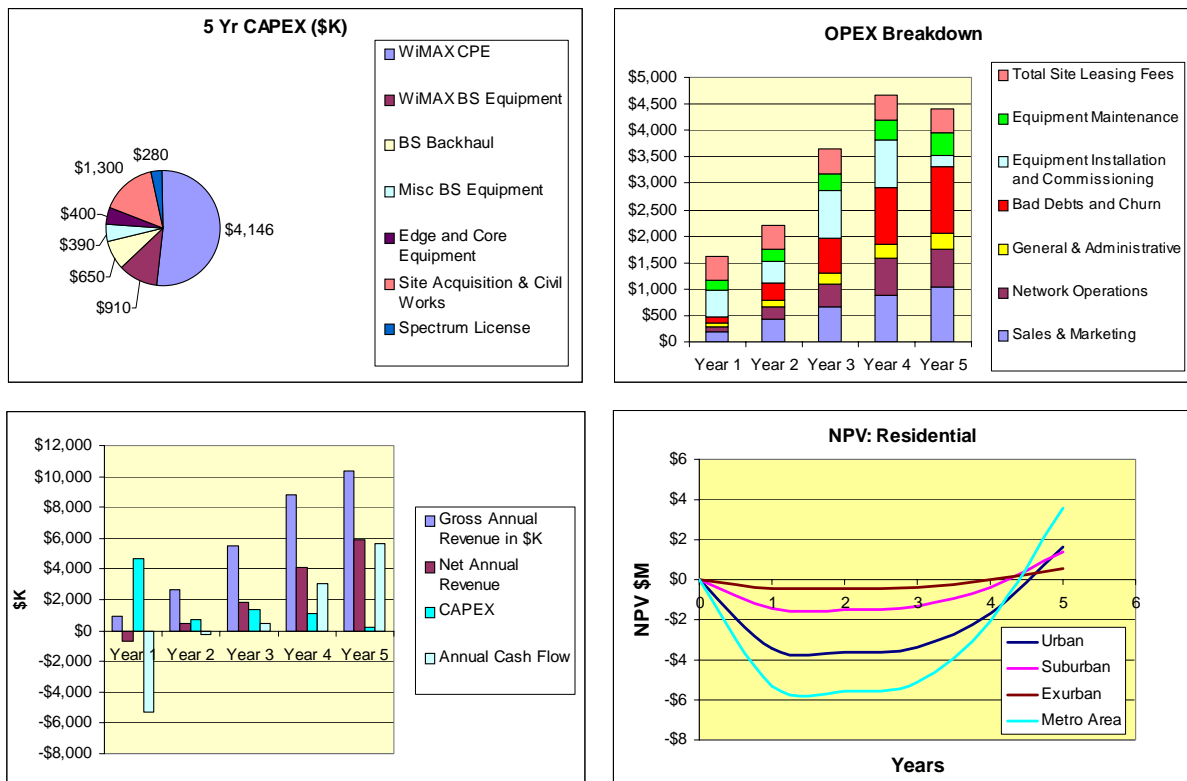 5 Yr CAPEX ($K)
$280
$1,300
$400
$390
$650
$910
$4,146
WiMAX CPE
WiMAX BS Equipment
BS Backhaul
Misc BS Equipment
Edge and Core
Equipment
Site Acquisition & Civil
Works
Spectrum License
OPEX Breakdown
$5,000
$4,500
$4,000
$3,500
$3,000
$2,500
$2,000
$1,500
$1,000
$500
$0
Year 1 Year 2 Year 3 Year 4 Year 5
Total Site Leasing Fees
Equipment Maintenance
Equipment Installation
and Commissioning
Bad Debts and Churn
General & Administrative
Network Operations
Sales & Marketing
$12,000
$10,000
$8,000
$6,000
$4,000
$2,000
$0
-$2,000
-$4,000
-$6,000
-$8,000
$K
Year 1 Year 2 Year 3 Year 4 Year 5
Gross Annual
Revenue in $K
Net Annual
Revenue
CAPEX
Annual Cash Flow
NPV: Residential
$6
$4
$2
$0
-$2
-$4
-$6
-$8
NPV $M
0 1 2 3 4 5 6
Years
Urban
Suburban
Exurban
Metro Area